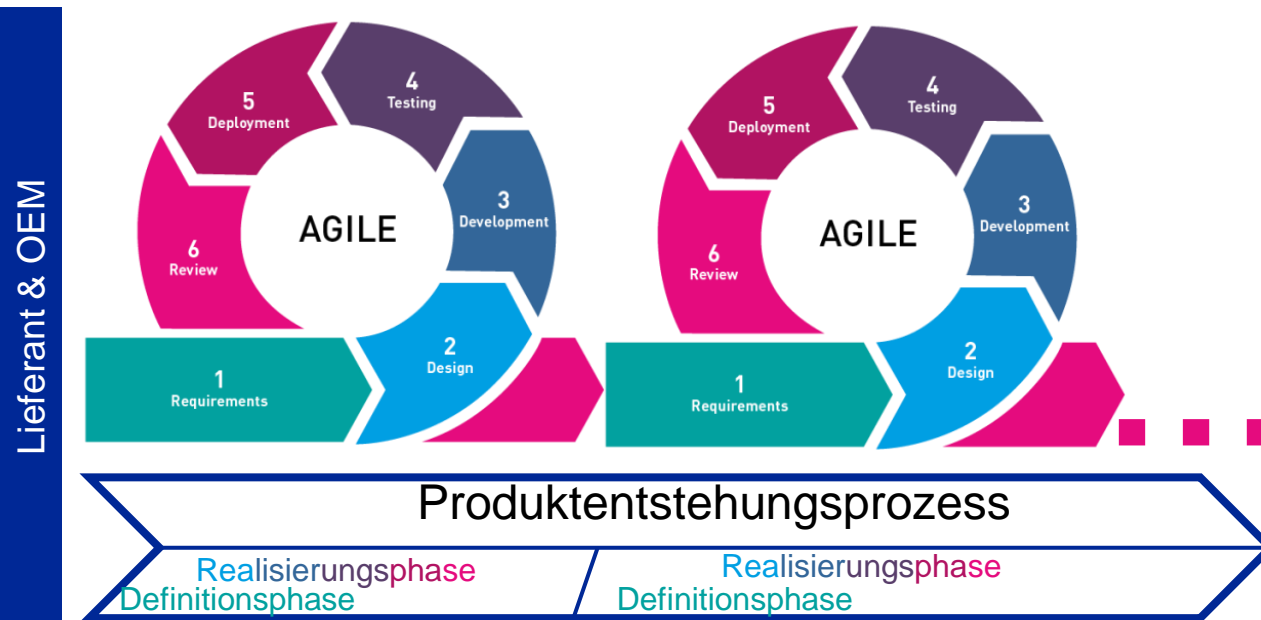 Lieferant & OEM
5
Deployment
4
Testing
3
Development
AGILE
6
Review
2
Design
1
Requirements
5
Deployment
4
Testing
3
Development
AGILE
6
Review
2
Design
1
Requirements
Produktentstehungsprozess
Realisierungsphase
Definitionsphase
Realisierungsphase
Definitionsphase